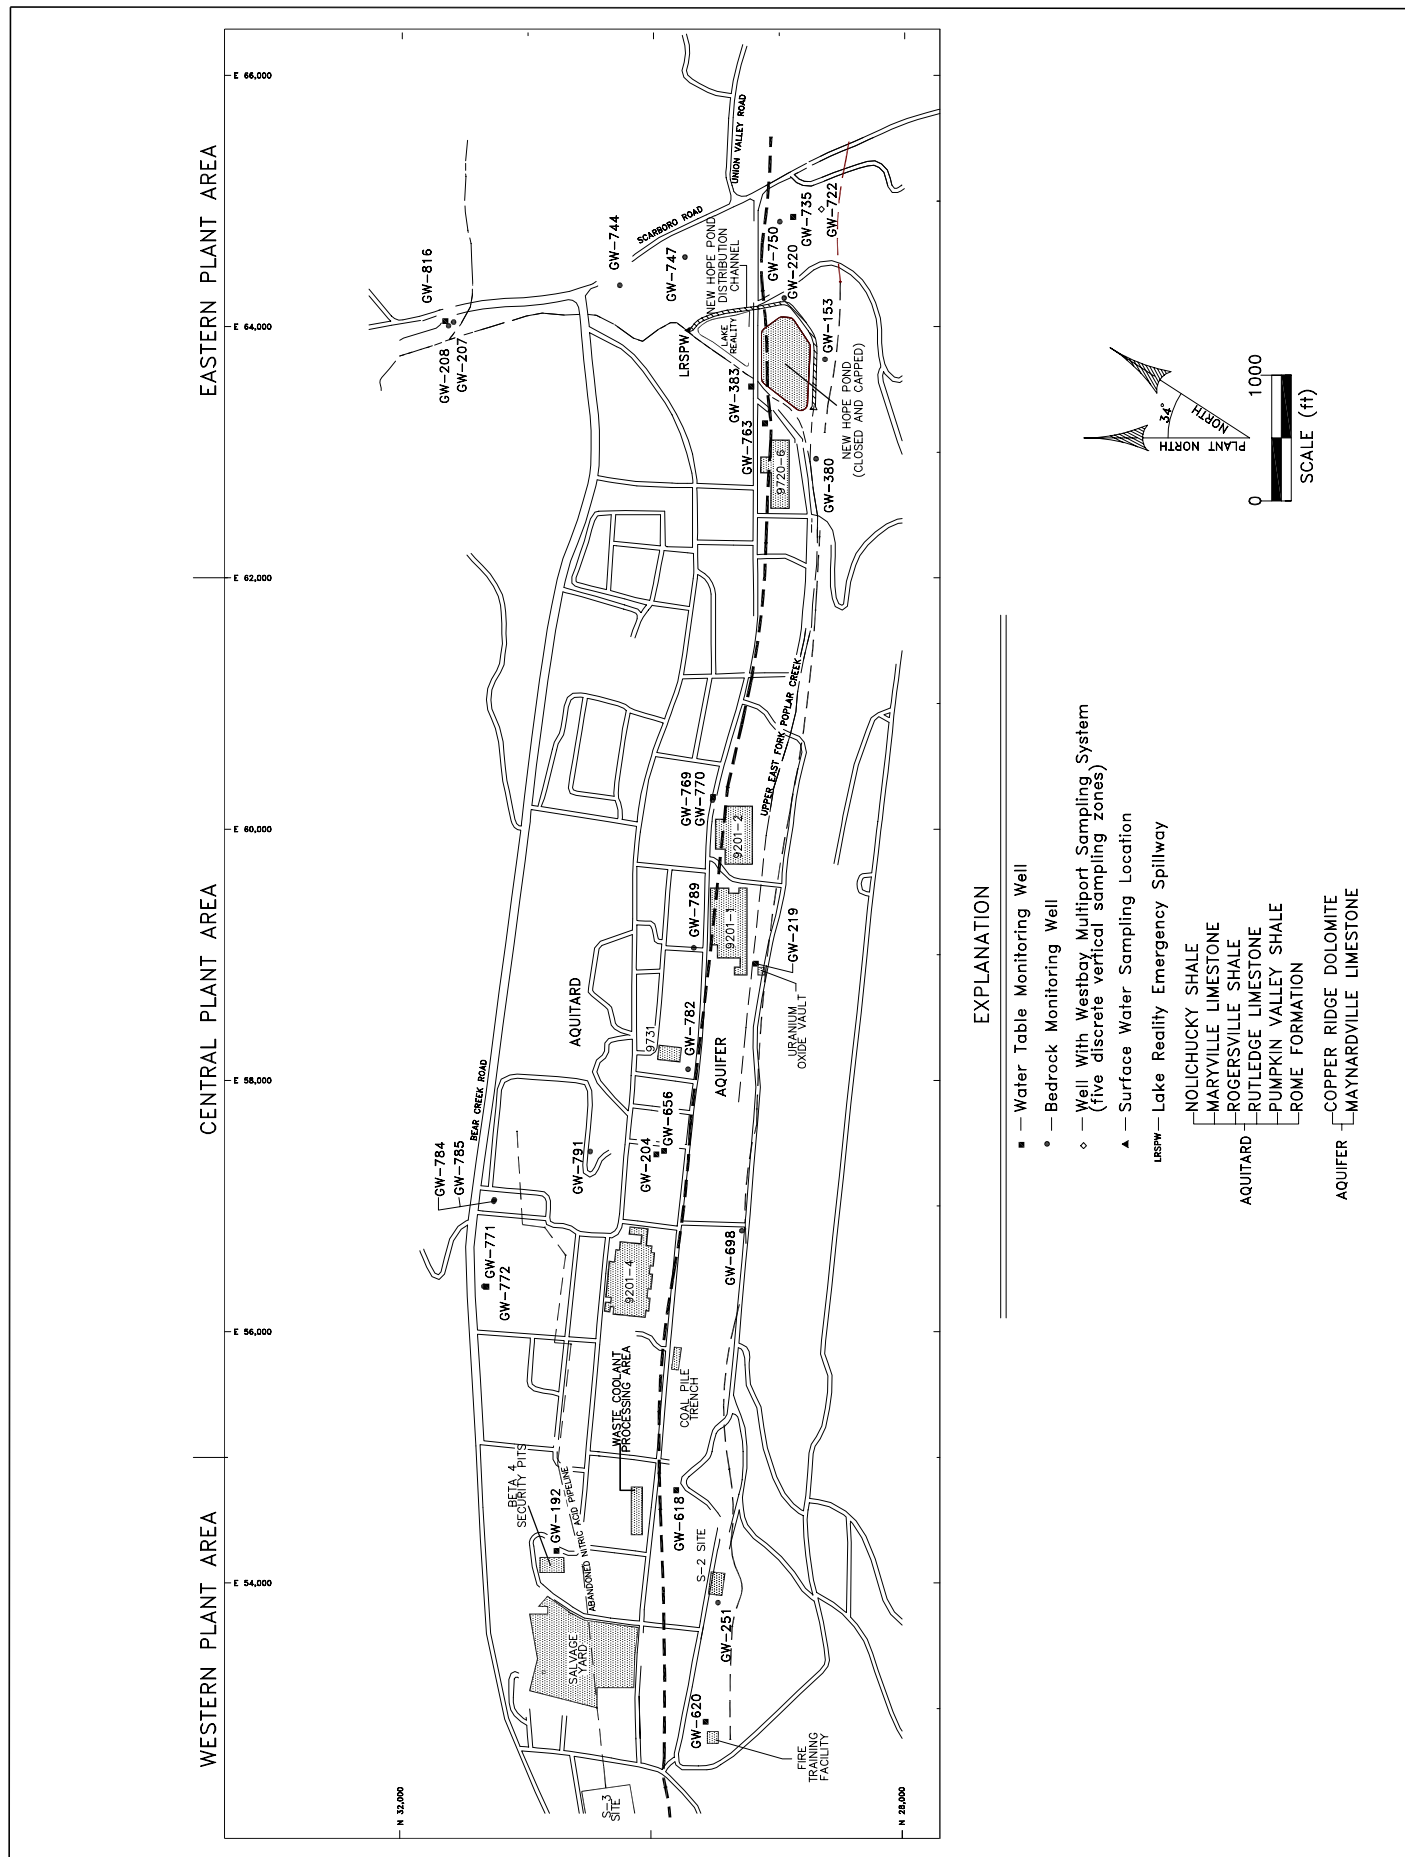 WESTERN PLANT AREA
CENTRAL PLANT AREA
EASTERN PLANT AREA
E 54,000
E 56,000
E 58,000
E 60,000
E 62,000
E 64,000
E 66,000
N 32,000
N 28,000
S-3
SITE
SALVAGE
YARD
BETA 4
SECURITY PITS
GW-192
ABANDONED NITRIC ACID PIPELINE
WASTE COOLANT
PROCESSING AREA
GW-618
S-2 SITE
GW-251
GW-620
FIRE
TRAINING
FACILITY
COAL PILE
TRENCH
9201-4
GW-771
GW-772
GW-784
GW-785
BEAR CREEK ROAD
GW-791
GW-204
GW-656
GW-698
AQUITARD
9731
GW-782
AQUIFER
GW-789
9201-1
URANIUM
OXIDE VAULT
GW-219
9201-2
GW-769
GW-770
UPPER EAST FORK POPLAR CREEK
GW-816
GW-208
GW-207
GW-744
GW-747
SCARBORO ROAD
UNION VALLEY ROAD
NEW HOPE POND
DISTRIBUTION
CHANNEL
LAKE
REALITY
LRSPW
GW-383
GW-763
9720-6
GW-380
NEW HOPE POND
(CLOSED AND CAPPED)
GW-153
GW-220
GW-750
GW-735
GW-722
PLANT NORTH
34°
NORTH
0
1000
SCALE (ft)
EXPLANATION
— Water Table Monitoring Well
— Bedrock Monitoring Well
— Well With Westbay Multiport Sampling System
(five discrete vertical sampling zones)
— Surface Water Sampling Location
LRSPW — Lake Reality Emergency Spillway
AQUITARD
NOLICHUCKY SHALE
MARYVILLE LIMESTONE
ROGERSVILLE SHALE
RUTLEDGE LIMESTONE
PUMPKIN VALLEY SHALE
ROME FORMATION
AQUIFER
COPPER RIDGE DOLOMITE
MAYNARDVILLE LIMESTONE